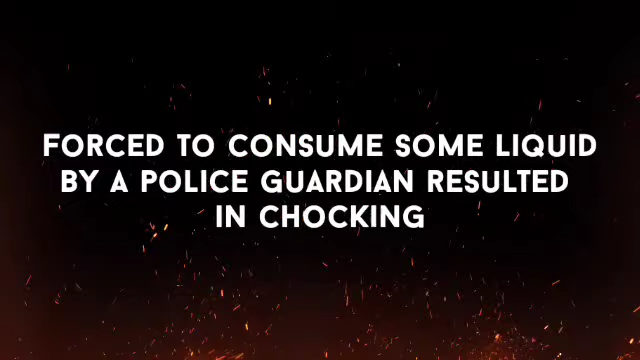 FORCED TO CONSUME SOME LIQUID
BY A POLICE GUARDIAN RESULTED
IN CHOCKING